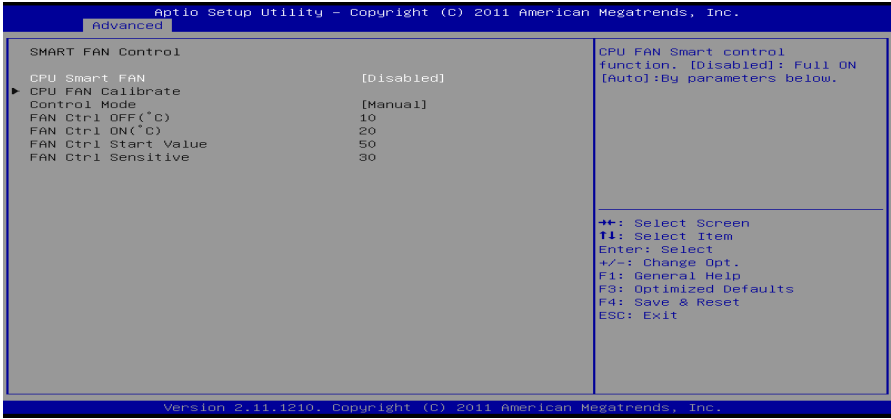 Aptio Setup Utility – Copyright (C) 2011 American Megatrends, Inc.
Advanced
SMART FAN Control
CPU Smart FAN [Disabled]
► CPU FAN Calibrate
Control Mode [Manual]
FAN Ctrl OFF(°C) 10
FAN Ctrl ON(°C) 20
FAN Ctrl Start Value 50
FAN Ctrl Sensitive 30
CPU FAN Smart control
function. [Disabled]: Full ON
[Auto]:By parameters below.
→←: Select Screen
↑↓: Select Item
Enter: Select
+/-: Change Opt.
F1: General Help
F3: Optimized Defaults
F4: Save & Reset
ESC: Exit
Version 2.11.1210. Copyright (C) 2011 American Megatrends, Inc.